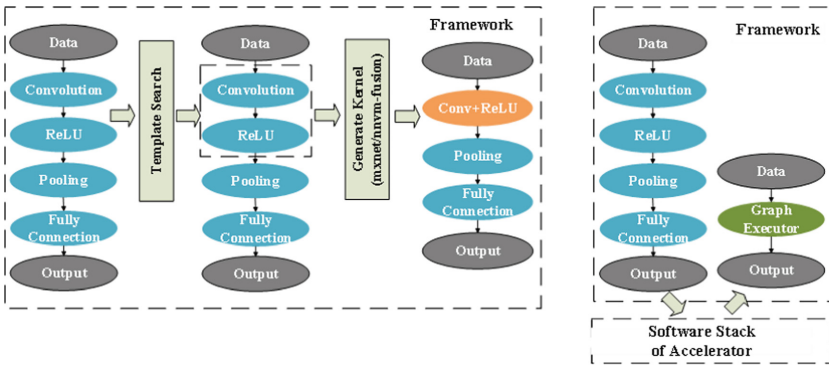 Framework
Data
Convolution
ReLU
Pooling
Fully
Connection
Output
Template Search
Data
Convolution
ReLU
Pooling
Fully
Connection
Output
Generate Kernel
(mxnet/nnvm-fusion)
Data
Conv+ReLU
Pooling
Fully
Connection
Output
Framework
Data
Convolution
ReLU
Pooling
Fully
Connection
Output
Data
Graph
Executor
Output
Software Stack
of Accelerator